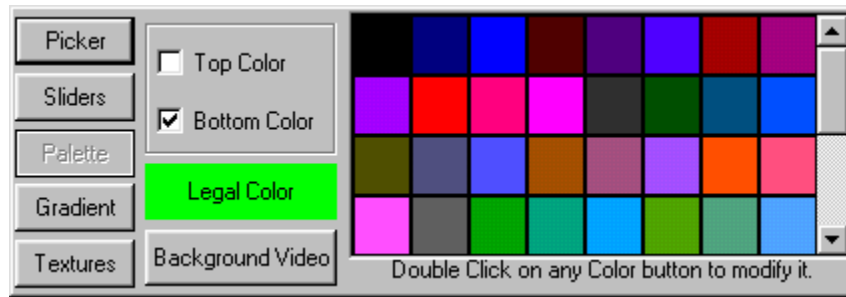 Picker
Sliders
Palette
Gradient
Textures
Top Color
Bottom Color
Legal Color
Background Video
Double Click on any Color button to modify it.